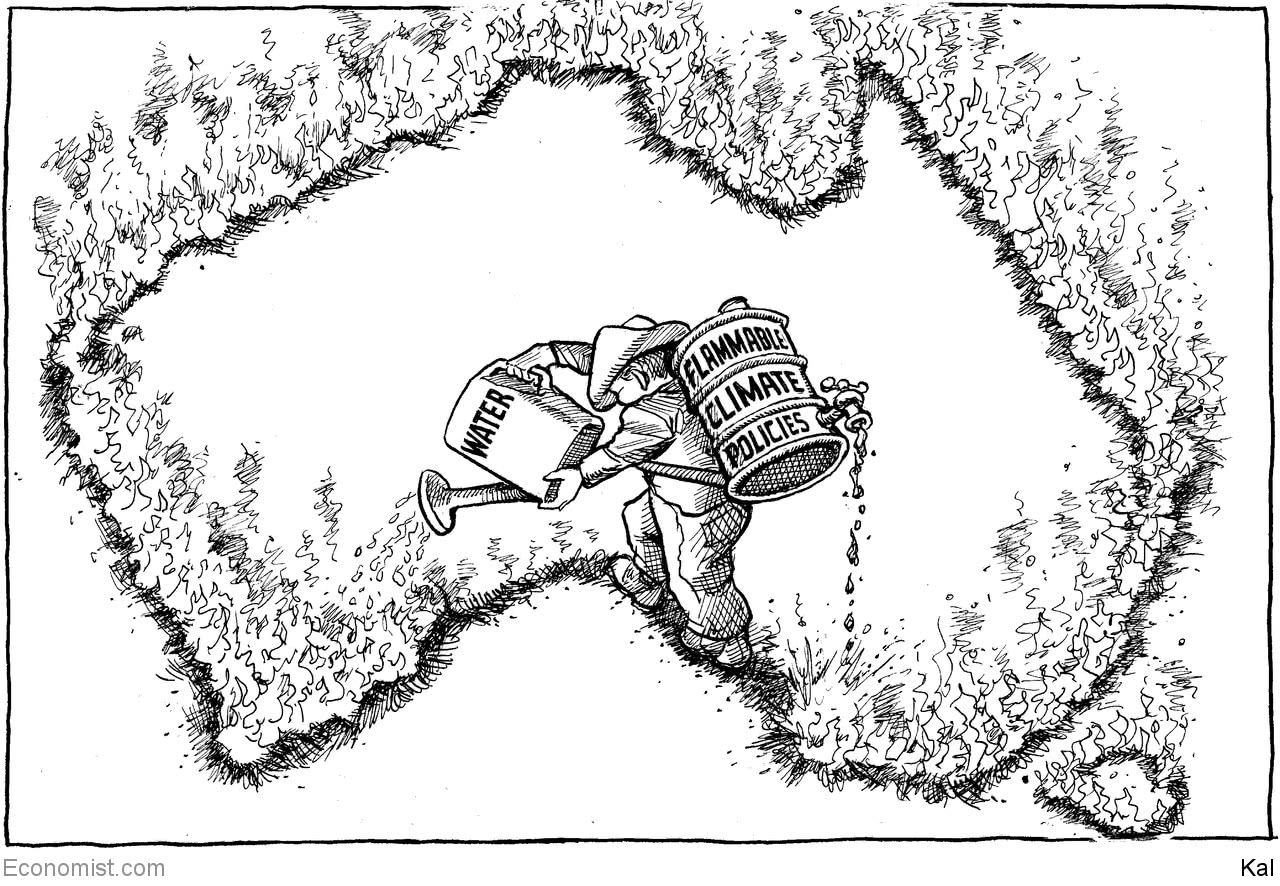 WATER
FLAMMABLE
CLIMATE
POLICIES
Economist.com
Kal